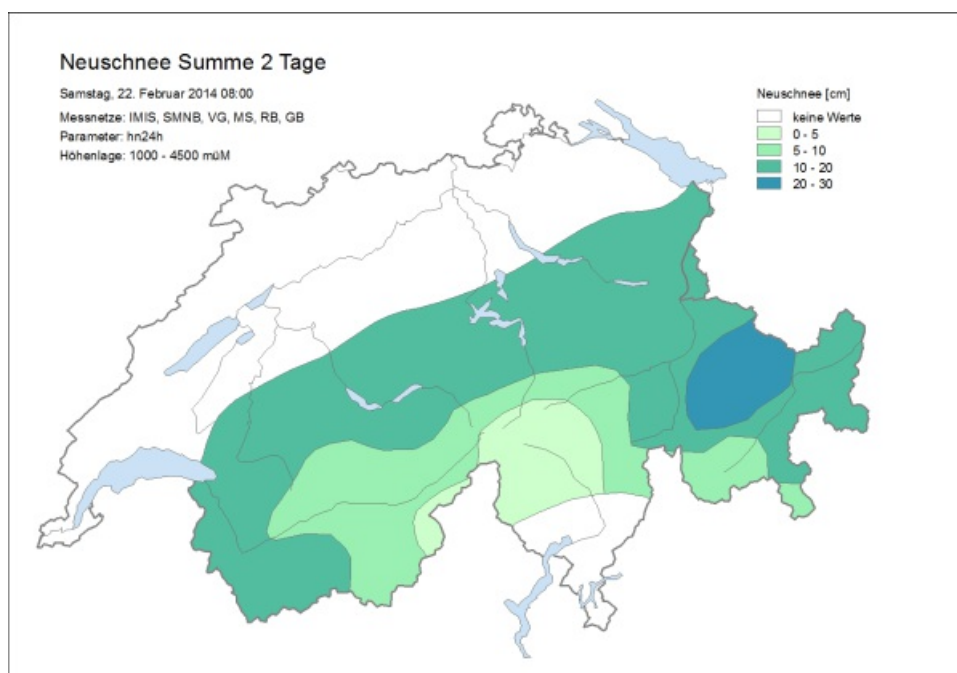 Neuschnee Summe 2 Tage
Samstag, 22. Februar 2014 08:00
Messnetze: IMIS, SMNB, VG, MS, RB, GB
Parameter: hn24h
Höhenlage: 1000 - 4500 müM
Neuschnee [cm]
keine Werte
0 - 5
5 - 10
10 - 20
20 - 30